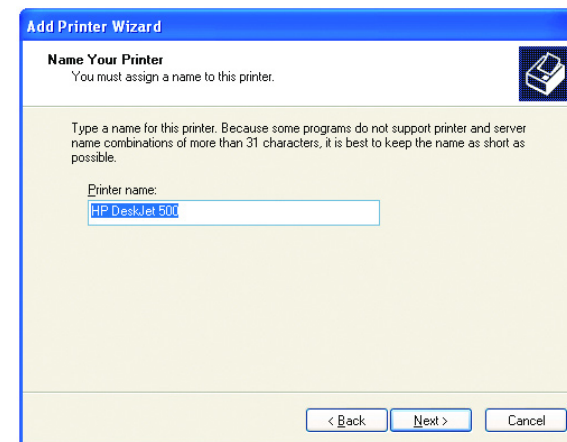 Add Printer Wizard
Name Your Printer
You must assign a name to this printer.
Type a name for this printer. Because some programs do not support printer and server
name combinations of more than 31 characters, it is best to keep the name as short as
possible.
Printer name:
HP DeskJet 500
< Back Next > Cancel